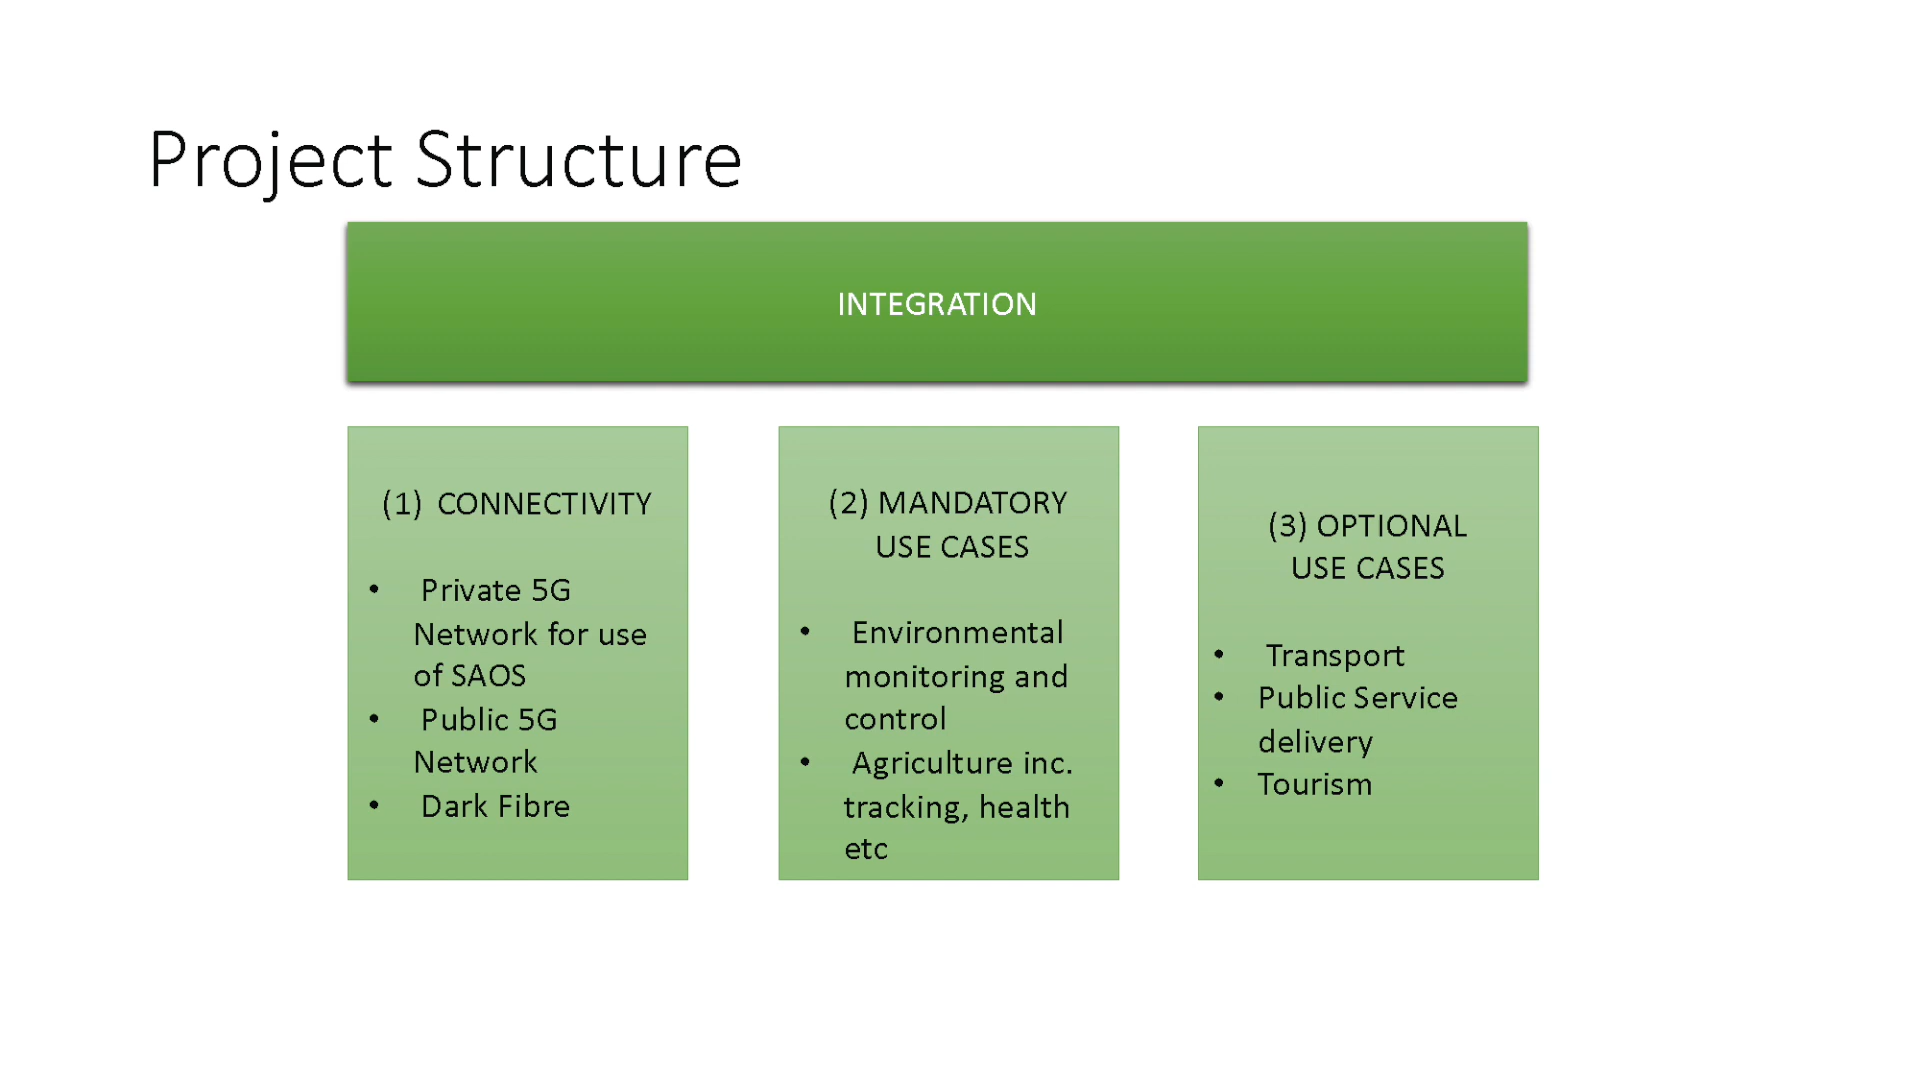 Project Structure
INTEGRATION
(1) CONNECTIVITY
• Private 5G
Network for use
of SAOS
• Public 5G
Network
• Dark Fibre
(2) MANDATORY
USE CASES
• Environmental
monitoring and
control
• Agriculture inc.
tracking, health
etc
(3) OPTIONAL
USE CASES
• Transport
• Public Service
delivery
• Tourism